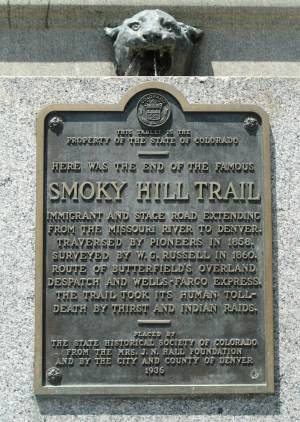 THIS TABLET IS THE
PROPERTY OF THE STATE OF COLORADO
HERE WAS THE END OF THE FAMOUS
SMOKY HILL TRAIL
IMMIGRANT AND STAGE ROAD EXTENDING
FROM THE MISSOURI RIVER TO DENVER.
TRAVERSED BY PIONEERS IN 1858.
SURVEYED BY W. G. RUSSELL IN 1860.
ROUTE OF BUTTERFIELD'S OVERLAND
DESPATCH AND WELLS-FARGO EXPRESS.
THE TRAIL TOOK ITS HUMAN TOLL-
DEATH BY THIRST AND INDIAN RAIDS.
PLACED BY
THE STATE HISTORICAL SOCIETY OF COLORADO
FROM THE MRS. J. N. HALL FOUNDATION
AND BY THE CITY AND COUNTY OF DENVER
1936